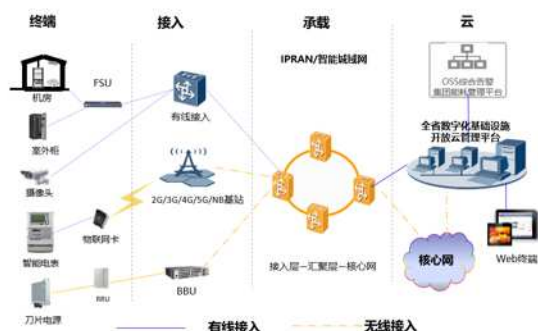 终端
接入
承载
云
机房
FSU
室外柜
摄像头
智能电表
物联网卡
刀片电源
有线接入
2G/3G/4G/5G/NB基站
BBU
IPRAN/智能城域网
接入层—汇聚层—核心网
OSS综合告警
集团能耗管理平台
全省数字化基础设施
开放云管理平台
核心网
Web终端
有线接入
无线接入